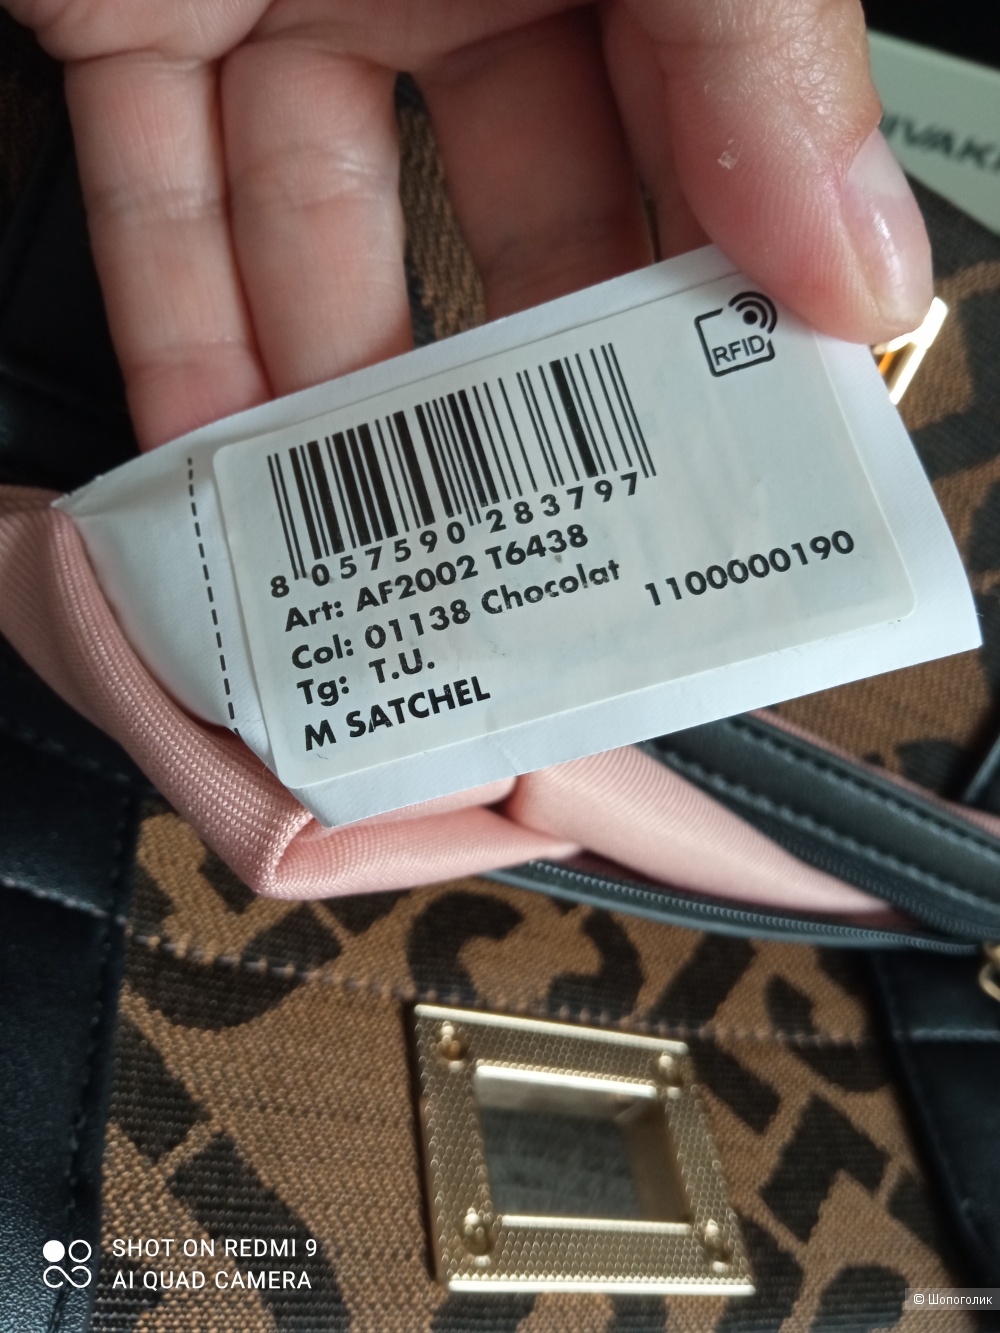 RFID
8 057590 283797
Art: AF2002 T6438
Col: 01138 Chocolat 1100000190
Tg: T.U.
M SATCHEL
SHOT ON REDMI 9
AI QUAD CAMERA
© Шопоголик